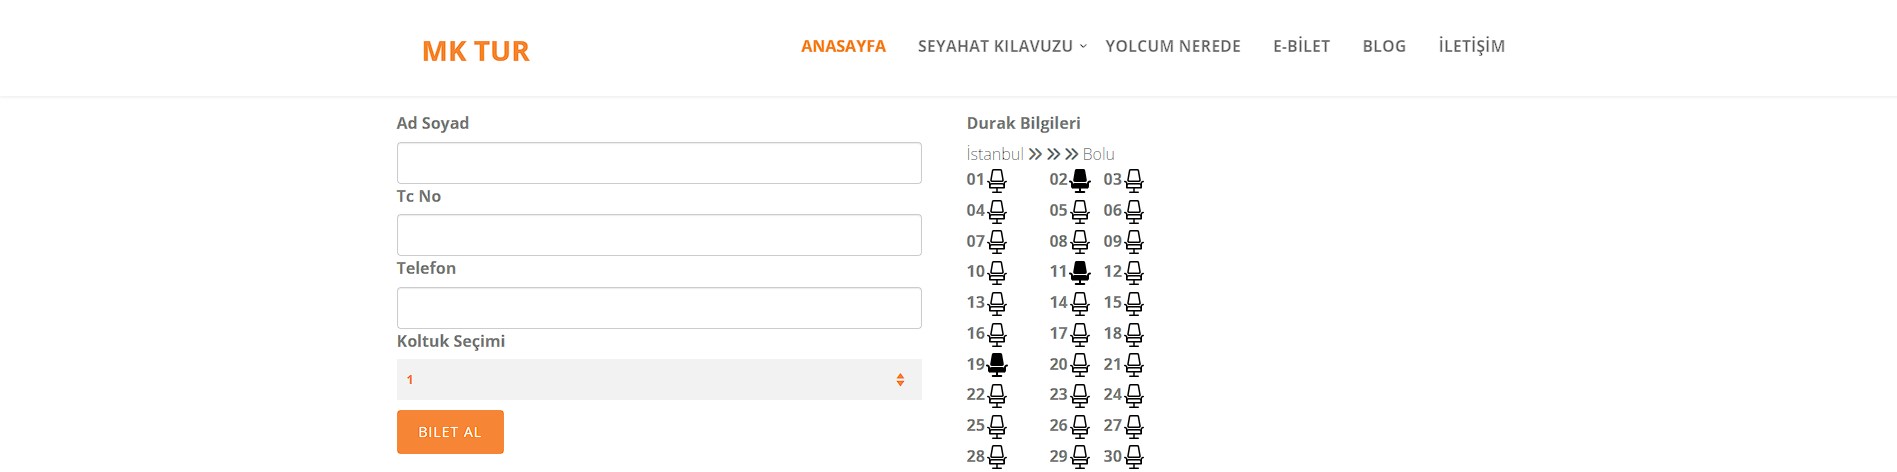 MK TUR
ANASAYFA SEYAHAT KILAVUZU YOLCUM NEREDE E-BİLET BLOG İLETİŞİM
Ad Soyad
Tc No
Telefon
Koltuk Seçimi
1
BILET AL
Durak Bilgileri
İstanbul Bolu
01 02 03
04 05 06
07 08 09
10 11 12
13 14 15
16 17 18
19 20 21
22 23 24
25 26 27
28 29 30